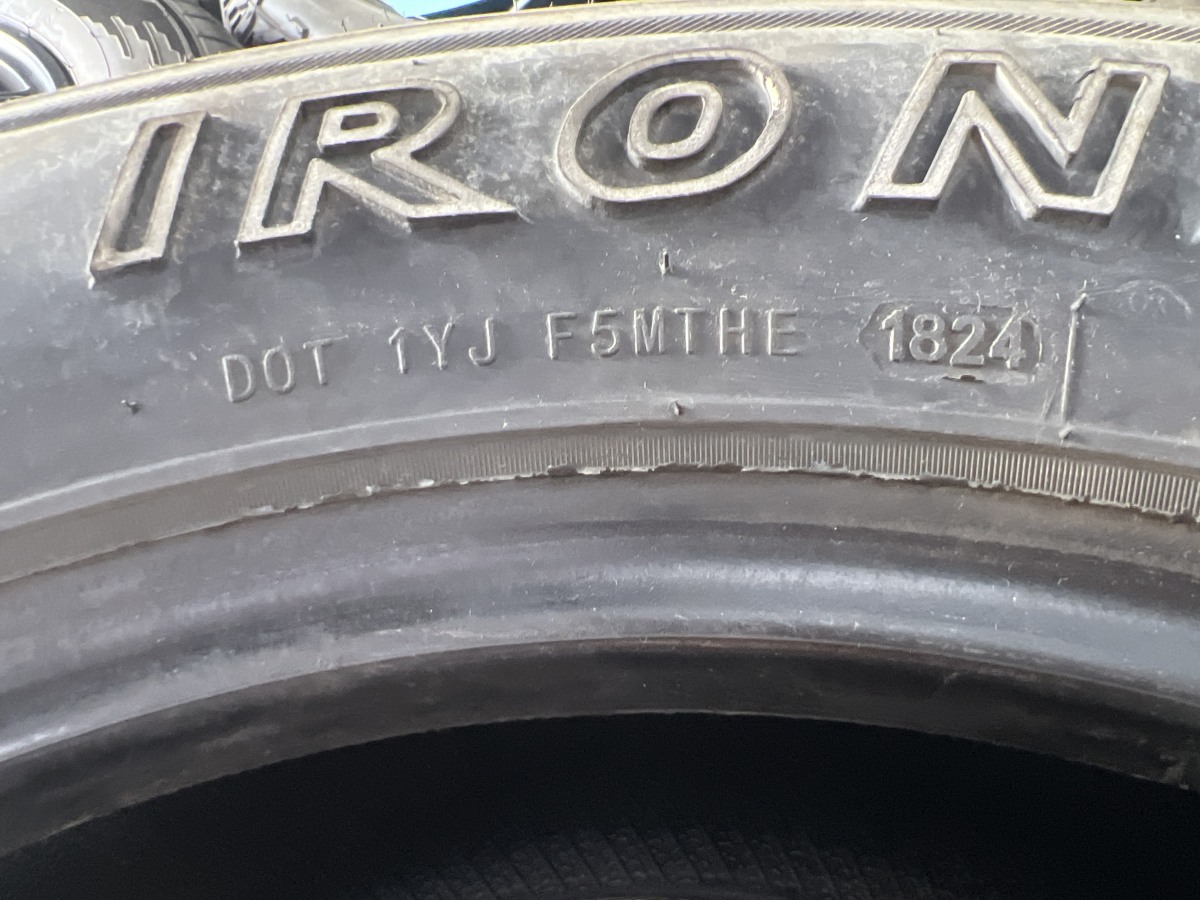 IRON
DOT 1YJ F5MTHE 1824